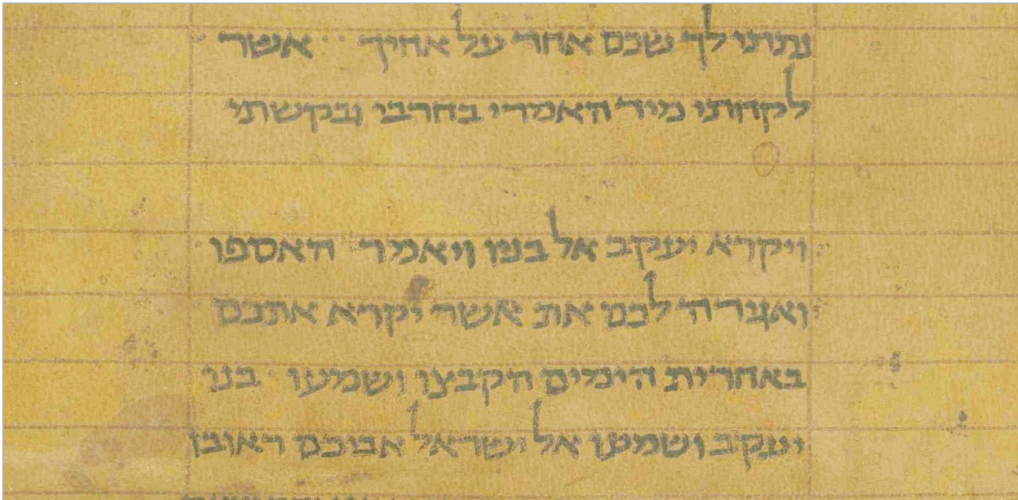 נתתי לך שכם אחד על אחיך אשר
לקחתי מיד האמרי בחרבי ובקשתי
ויקרא יעקב אל בניו ויאמר האספו
ואגידה לכם את אשר יקרא אתכם
באחרית הימים הקבצו ושמעו בני
יעקב ושמעו אל ישראל אביכם ראובן